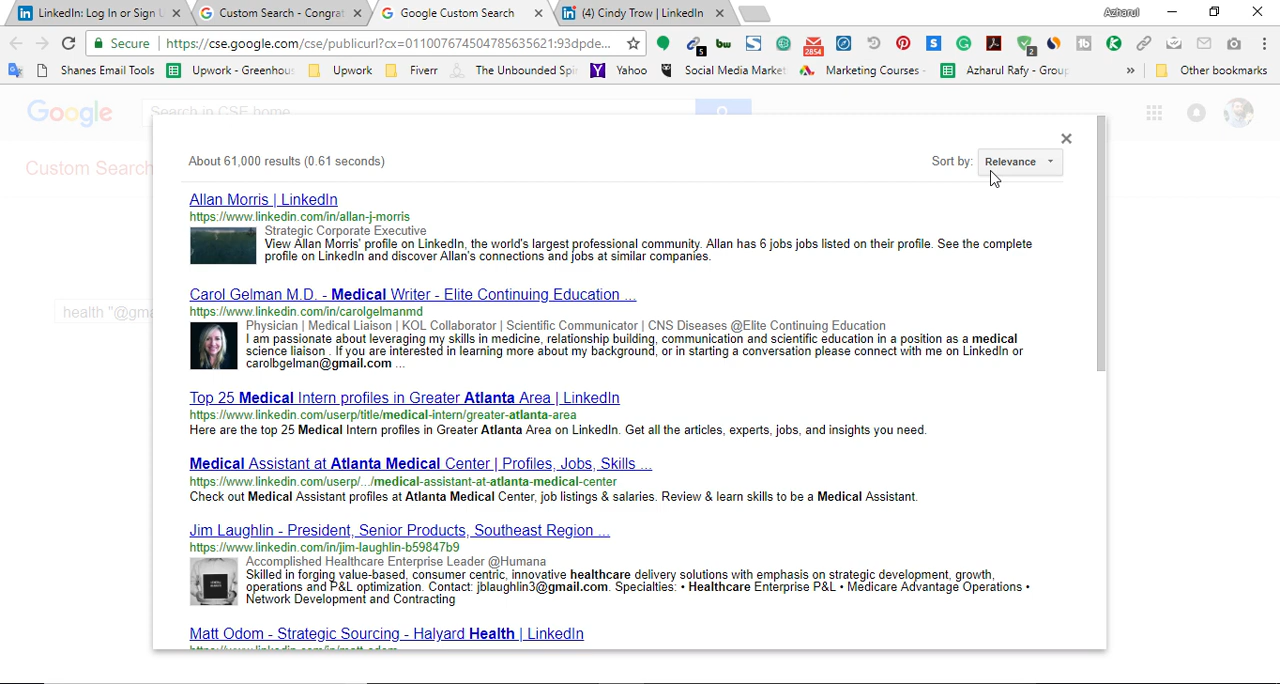 LinkedIn: Log In or Sign
Custom Search - Congrat
Google Custom Search
(4) Cindy Trow | LinkedIn
Azharul
Secure
https://cse.google.com/cse/publicurl?cx=011007674504785635621:93dpde...
5
bw
2854
2
Shanes Email Tools
Upwork - Greenhous
Upwork
Fiverr
The Unbounded Spi
Yahoo
Social Media Market
Marketing Courses -
Azharul Rafy - Group
»
Other bookmarks
Google
Search in CSE home
Custom Search
health "@gma
About 61,000 results (0.61 seconds)
Sort by:
Relevance
Allan Morris | LinkedIn
https://www.linkedin.com/in/allan-j-morris
Strategic Corporate Executive
View Allan Morris' profile on LinkedIn, the world's largest professional community. Allan has 6 jobs jobs listed on their profile. See the complete
profile on LinkedIn and discover Allan's connections and jobs at similar companies.
Carol Gelman M.D. - Medical Writer - Elite Continuing Education ...
https://www.linkedin.com/in/carolgelmanmd
Physician | Medical Liaison | KOL Collaborator | Scientific Communicator | CNS Diseases @Elite Continuing Education
I am passionate about leveraging my skills in medicine, relationship building, communication and scientific education in a position as a medical
science liaison . If you are interested in learning more about my background, or in starting a conversation please connect with me on LinkedIn or
carolbgelman@gmail.com ...
Top 25 Medical Intern profiles in Greater Atlanta Area | LinkedIn
https://www.linkedin.com/userp/title/medical-intern/greater-atlanta-area
Here are the top 25 Medical Intern profiles in Greater Atlanta Area on LinkedIn. Get all the articles, experts, jobs, and insights you need.
Medical Assistant at Atlanta Medical Center | Profiles, Jobs, Skills ...
https://www.linkedin.com/userp/.../medical-assistant-at-atlanta-medical-center
Check out Medical Assistant profiles at Atlanta Medical Center, job listings & salaries. Review & learn skills to be a Medical Assistant.
Jim Laughlin - President, Senior Products, Southeast Region ...
https://www.linkedin.com/in/jim-laughlin-b59847b9
Accomplished Healthcare Enterprise Leader @Humana
Skilled in forging value-based, consumer centric, innovative healthcare delivery solutions with emphasis on strategic development, growth,
operations and P&L optimization. Contact: jblaughlin3@gmail.com. Specialties: • Healthcare Enterprise P&L • Medicare Advantage Operations •
Network Development and Contracting
Matt Odom - Strategic Sourcing - Halyard Health | LinkedIn